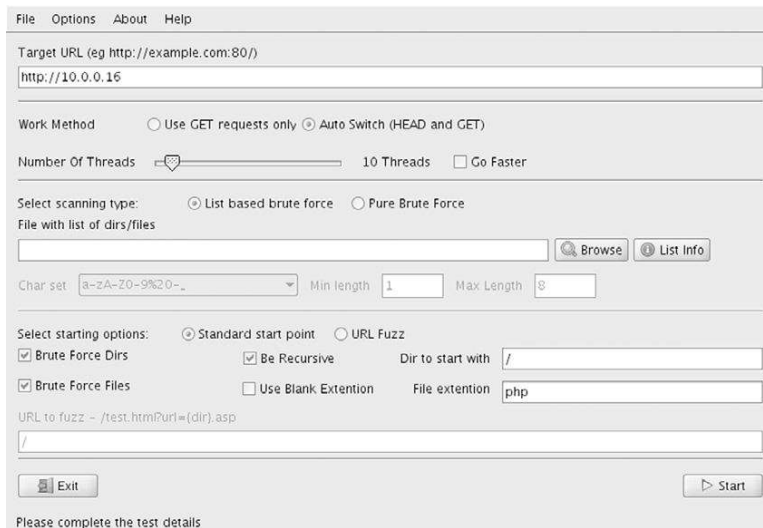 File Options About Help
Target URL (eg http://example.com:80/)
http://10.0.0.16
Work Method Use GET requests only Auto Switch (HEAD and GET)
Number Of Threads 10 Threads Go Faster
Select scanning type: List based brute force Pure Brute Force
File with list of dirs/files
Browse List Info
Char set a-zA-Z0-9%20-_ Min length 1 Max Length 8
Select starting options: Standard start point URL Fuzz
Brute Force Dirs Be Recursive Dir to start with /
Brute Force Files Use Blank Extention File extention php
URL to fuzz - /test.html?url={dir}.asp
/
Exit Start
Please complete the test details